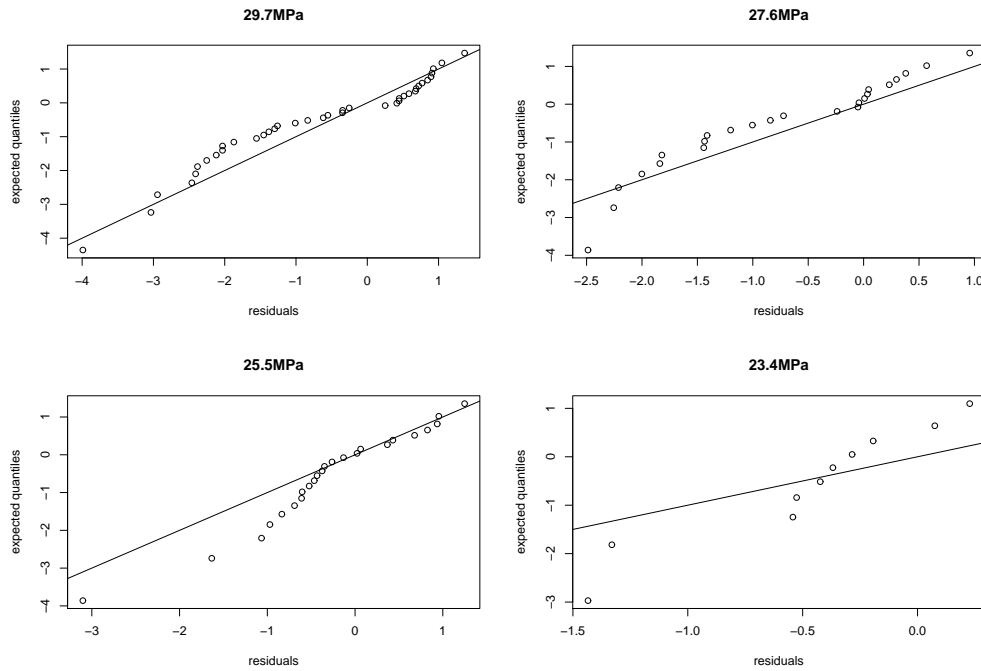 29.7MPa
expected quantiles
1
0
−1
−2
−3
−4
−4 −3 −2 −1 0 1
residuals
27.6MPa
expected quantiles
1
0
−1
−2
−3
−4
−2.5 −2.0 −1.5 −1.0 −0.5 0.0 0.5 1.0
residuals
25.5MPa
expected quantiles
1
0
−1
−2
−3
−4
−3 −2 −1 0 1
residuals
23.4MPa
expected quantiles
1
0
−1
−2
−3
−1.5 −1.0 −0.5 0.0
residuals